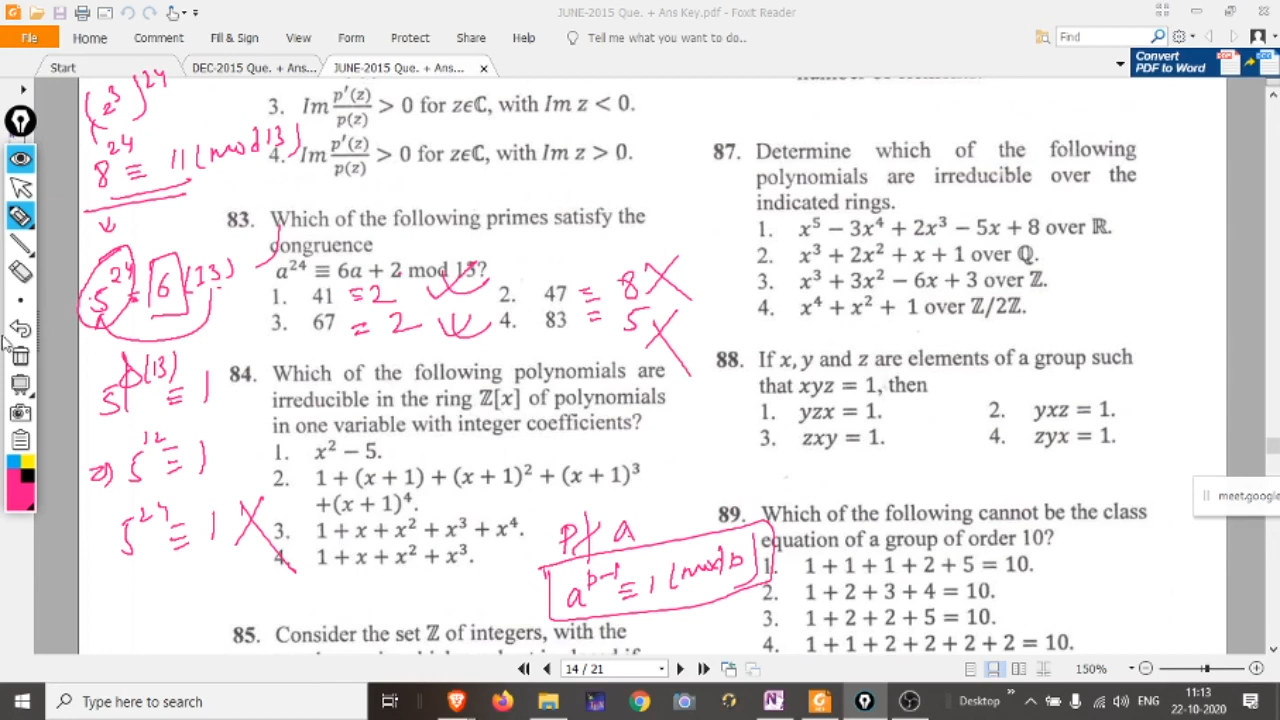 JUNE-2015 Que. + Ans Key.pdf - Foxit Reader
File Home Comment Fill & Sign View Form Protect Share Help Tell me what you want to do.. Find
Start DEC-2015 Que. + Ans... JUNE-2015 Que. + Ans... Convert
PDF to Word
(2³)²⁴
8²⁴ ≡ 11 (mod 13)
5²⁴ ≡ 6 (13)
5^φ(13) ≡ 1
5¹² ≡ 1
5²⁴ ≡ 1 X
3. Im p′(z)/p(z) > 0 for zϵℂ, with Im z < 0.
4. Im p′(z)/p(z) > 0 for zϵℂ, with Im z > 0.
83. Which of the following primes satisfy the
congruence
a²⁴ ≡ 6a + 2 mod 13?
1. 41 ≡ 2 ✓ 2. 47 ≡ 8 X
3. 67 ≡ 2 ✓ 4. 83 ≡ 5 X
84. Which of the following polynomials are
irreducible in the ring ℤ[x] of polynomials
in one variable with integer coefficients?
1. x² − 5.
2. 1 + (x + 1) + (x + 1)² + (x + 1)³
+(x + 1)⁴.
3. 1 + x + x² + x³ + x⁴.
4. 1 + x + x² + x³.
p∤a
a^p−1 ≡ 1 (mod p)
85. Consider the set ℤ of integers, with the
87. Determine which of the following
polynomials are irreducible over the
indicated rings.
1. x⁵ − 3x⁴ + 2x³ − 5x + 8 over ℝ.
2. x³ + 2x² + x + 1 over ℚ.
3. x³ + 3x² − 6x + 3 over ℤ.
4. x⁴ + x² + 1 over ℤ/2ℤ.
88. If x, y and z are elements of a group such
that xyz = 1, then
1. yzx = 1. 2. yxz = 1.
3. zxy = 1. 4. zyx = 1.
89. Which of the following cannot be the class
equation of a group of order 10?
1. 1 + 1 + 1 + 2 + 5 = 10.
2. 1 + 2 + 3 + 4 = 10.
3. 1 + 2 + 2 + 5 = 10.
4. 1 + 1 + 2 + 2 + 2 + 2 = 10.
meet.google
14 / 21 150%
Type here to search Desktop ENG 11:13
22-10-2020